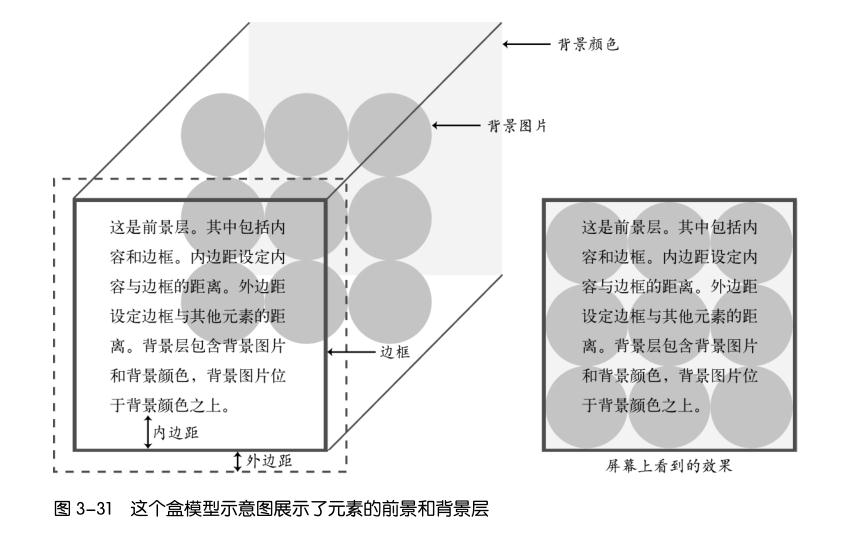 背景颜色
背景图片
这是前景层。其中包括内
容和边框。内边距设定内
容与边框的距离。外边距
设定边框与其他元素的距
离。背景层包含背景图片
和背景颜色，背景图片位
于背景颜色之上。
边框
内边距
外边距
这是前景层。其中包括内
容和边框。内边距设定内
容与边框的距离。外边距
设定边框与其他元素的距
离。背景层包含背景图片
和背景颜色，背景图片位
于背景颜色之上。
屏幕上看到的效果
图 3-31 这个盒模型示意图展示了元素的前景和背景层